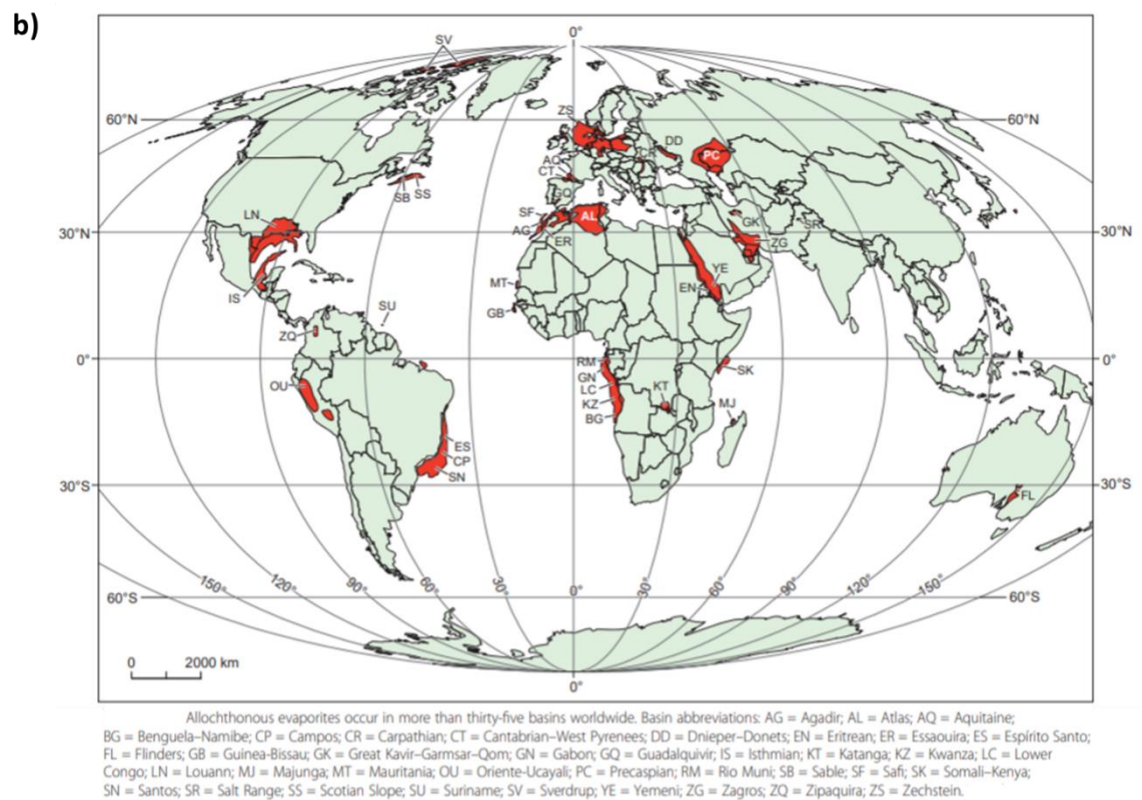 b)
0°
SV
60°N
60°N
ZS
DD
CR
PC
AQ
CT
GQ
SB SS
LN
SF
AL
AG
ER
30°N
30°N
GK
SR
ZG
YE
EN
MT
GB
IS
SU
ZQ
0°
0°
OU
RM
GN
LC
KZ
BG
SK
KT
MJ
ES
CP
SN
30°S
30°S
FL
150°
120°
90°
60°
30°
0°
30°
60°
90°
120°
150°
60°S
60°S
0
2000 km
0°
Allochthonous evaporites occur in more than thirty-five basins worldwide. Basin abbreviations: AG = Agadir; AL = Atlas; AQ = Aquitaine;
BG = Benguela–Namibe; CP = Campos; CR = Carpathian; CT = Cantabrian–West Pyrenees; DD = Dnieper–Donets; EN = Eritrean; ER = Essaouira; ES = Espírito Santo;
FL = Flinders; GB = Guinea-Bissau; GK = Great Kavir–Garmsar–Qom; GN = Gabon; GQ = Guadalquivir; IS = Isthmian; KT = Katanga; KZ = Kwanza; LC = Lower
Congo; LN = Louann; MJ = Majunga; MT = Mauritania; OU = Oriente-Ucayali; PC = Precaspian; RM = Rio Muni; SB = Sable; SF = Safi; SK = Somali–Kenya;
SN = Santos; SR = Salt Range; SS = Scotian Slope; SU = Suriname; SV = Sverdrup; YE = Yemeni; ZG = Zagros; ZQ = Zipaquira; ZS = Zechstein.